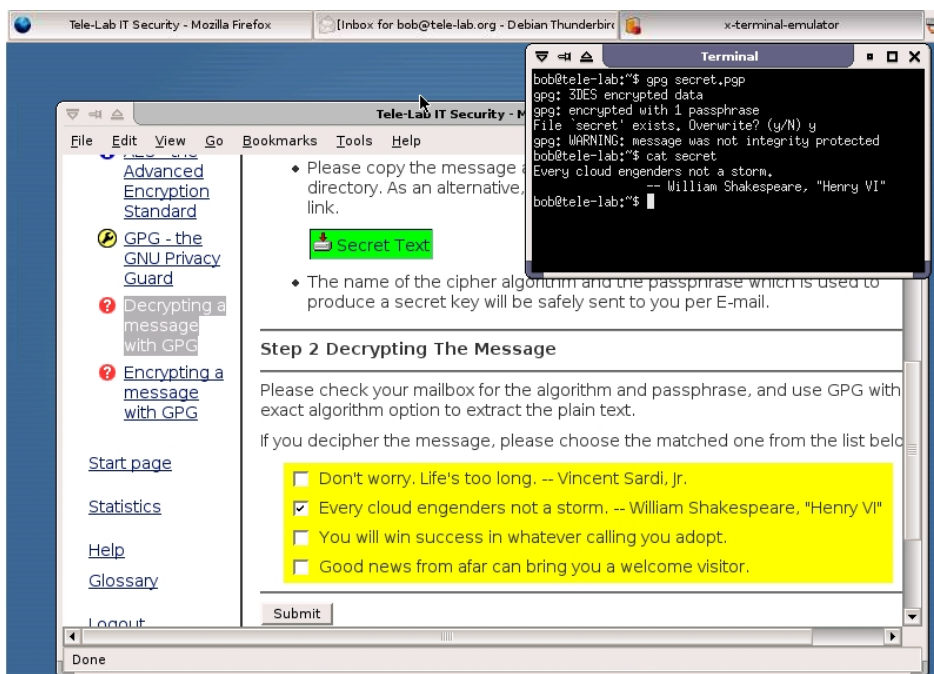 Tele-Lab IT Security - Mozilla Firefox
[Inbox for bob@tele-lab.org - Debian Thunderbird
x-terminal-emulator
Terminal
bob@tele-lab:~$ gpg secret.pgp
gpg: 3DES encrypted data
gpg: encrypted with 1 passphrase
File `secret' exists. Overwrite? (y/N) y
gpg: WARNING: message was not integrity protected
bob@tele-lab:~$ cat secret
Every cloud engenders not a storm.
-- William Shakespeare, "Henry VI"
bob@tele-lab:~$
Tele-Lab IT Security - M
File Edit View Go Bookmarks Tools Help
AES - the
Advanced
Encryption
Standard
GPG - the
GNU Privacy
Guard
Decrypting a
message
with GPG
Encrypting a
message
with GPG
Start page
Statistics
Help
Glossary
Logout
Please copy the message
directory. As an alternative,
link.
Secret Text
The name of the cipher algorithm and the passphrase which is used to
produce a secret key will be safely sent to you per E-mail.
Step 2 Decrypting The Message
Please check your mailbox for the algorithm and passphrase, and use GPG with
exact algorithm option to extract the plain text.
If you decipher the message, please choose the matched one from the list belo
Don't worry. Life's too long. -- Vincent Sardi, Jr.
Every cloud engenders not a storm. -- William Shakespeare, "Henry VI"
You will win success in whatever calling you adopt.
Good news from afar can bring you a welcome visitor.
Submit
Done